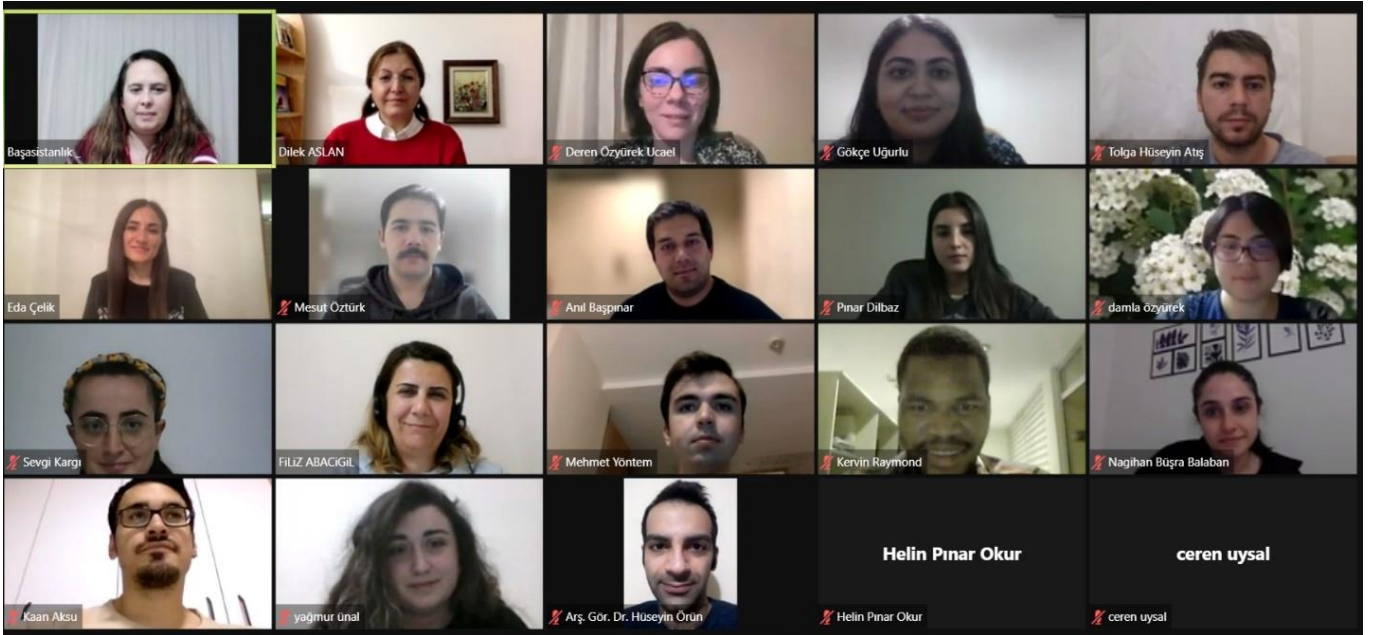 Başasistanlık
Dilek ASLAN
Deren Özyürek Ucael
Gökçe Uğurlu
Tolga Hüseyin Atış
Eda Çelik
Mesut Öztürk
Anıl Başpınar
Pınar Dilbaz
damla özyürek
Sevgi Kargı
FiLiZ ABACiGiL
Mehmet Yöntem
Kervin Raymond
Nagihan Büşra Balaban
Kaan Aksu
yağmur ünal
Arş. Gör. Dr. Hüseyin Örün
Helin Pınar Okur
Helin Pınar Okur
ceren uysal
ceren uysal